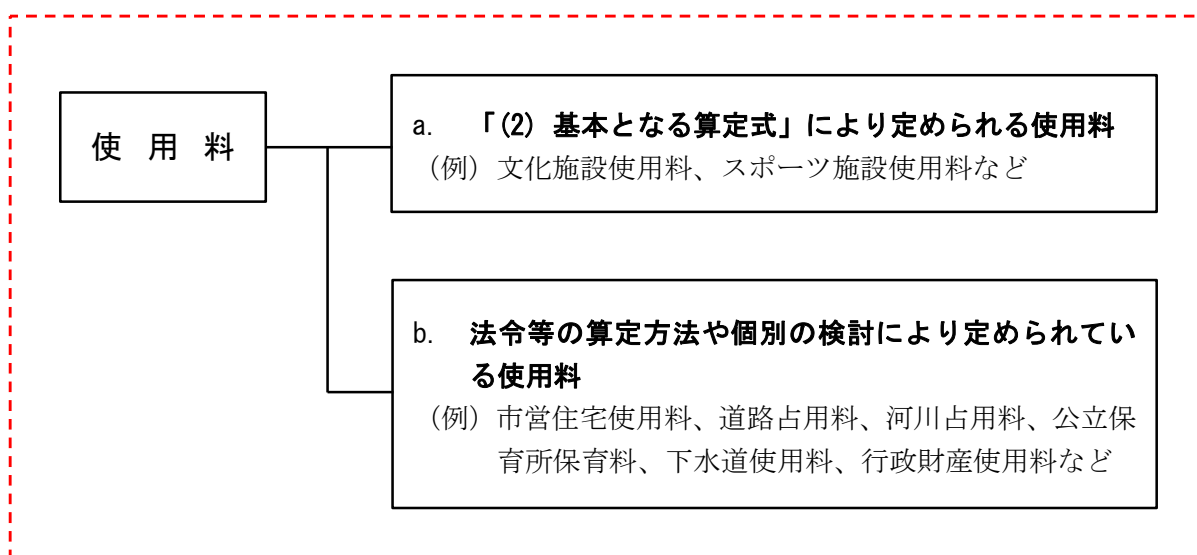 使 用 料
a. 「(2) 基本となる算定式」により定められる使用料
（例）文化施設使用料、スポーツ施設使用料など
b. 法令等の算定方法や個別の検討により定められてい
る使用料
（例）市営住宅使用料、道路占用料、河川占用料、公立保
育所保育料、下水道使用料、行政財産使用料など